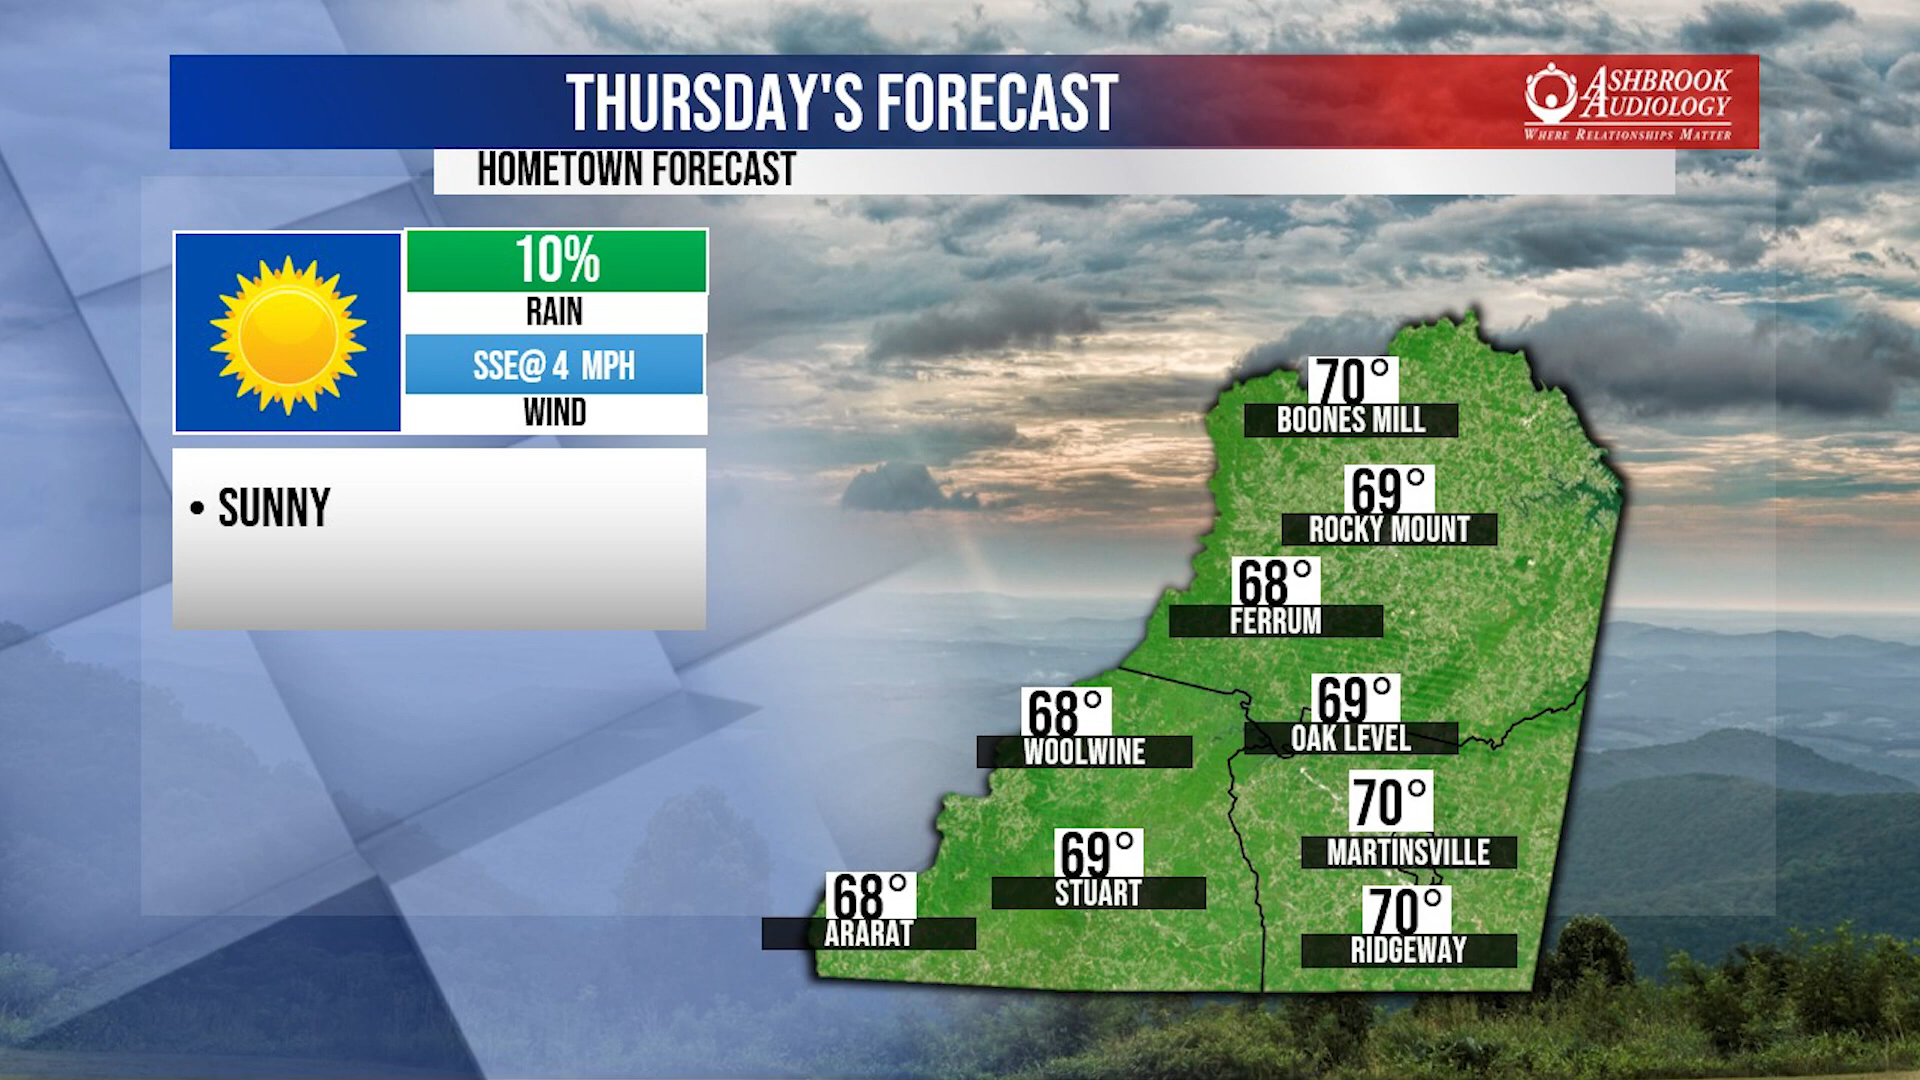 THURSDAY'S FORECAST
ASHBROOK
AUDIOLOGY
WHERE RELATIONSHIPS MATTER
HOMETOWN FORECAST
10%
RAIN
SSE@ 4 MPH
WIND
• SUNNY
70°
BOONES MILL
69°
ROCKY MOUNT
68°
FERRUM
68°
WOOLWINE
69°
OAK LEVEL
70°
MARTINSVILLE
69°
STUART
68°
ARARAT
70°
RIDGEWAY